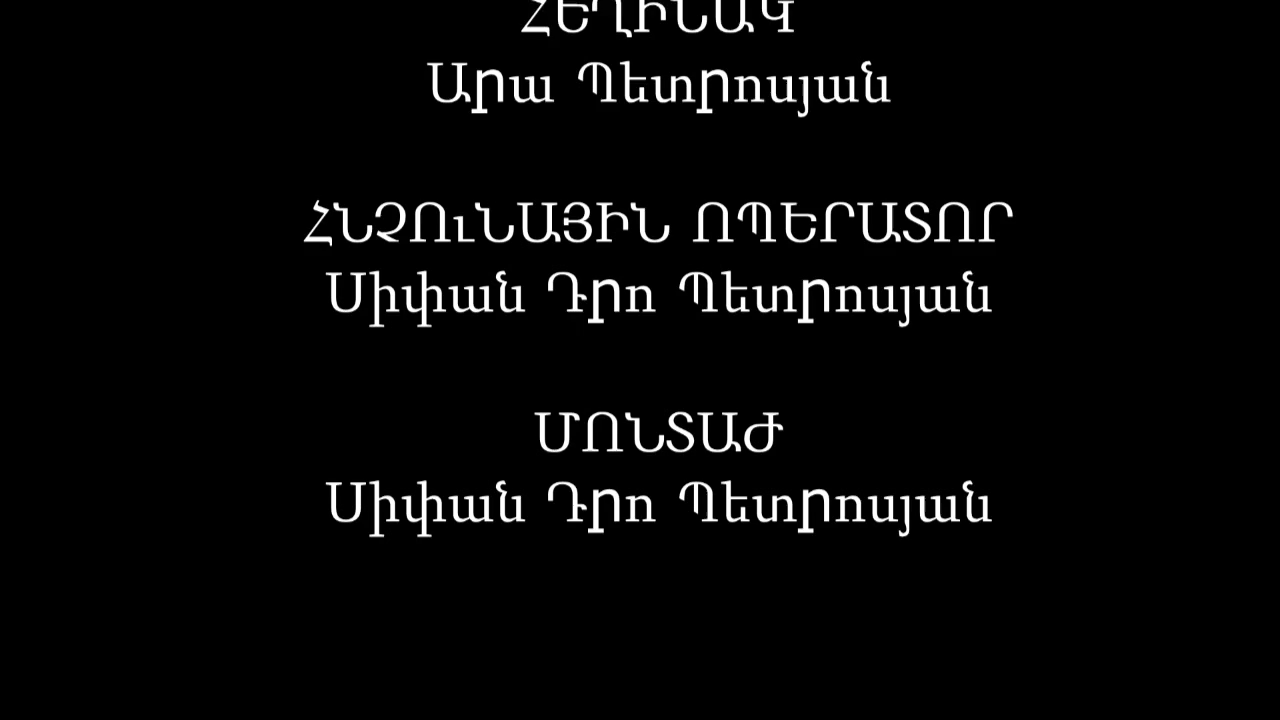 ՀԵՂԻՆԱԿ
Արա Պետրոսյան
ՀՆՉՈւՆԱՅԻՆ ՕՊԵՐԱՏՈՐ
Սիփան Դրո Պետրոսյան
ՄՈՆՏԱԺ
Սիփան Դրո Պետրոսյան